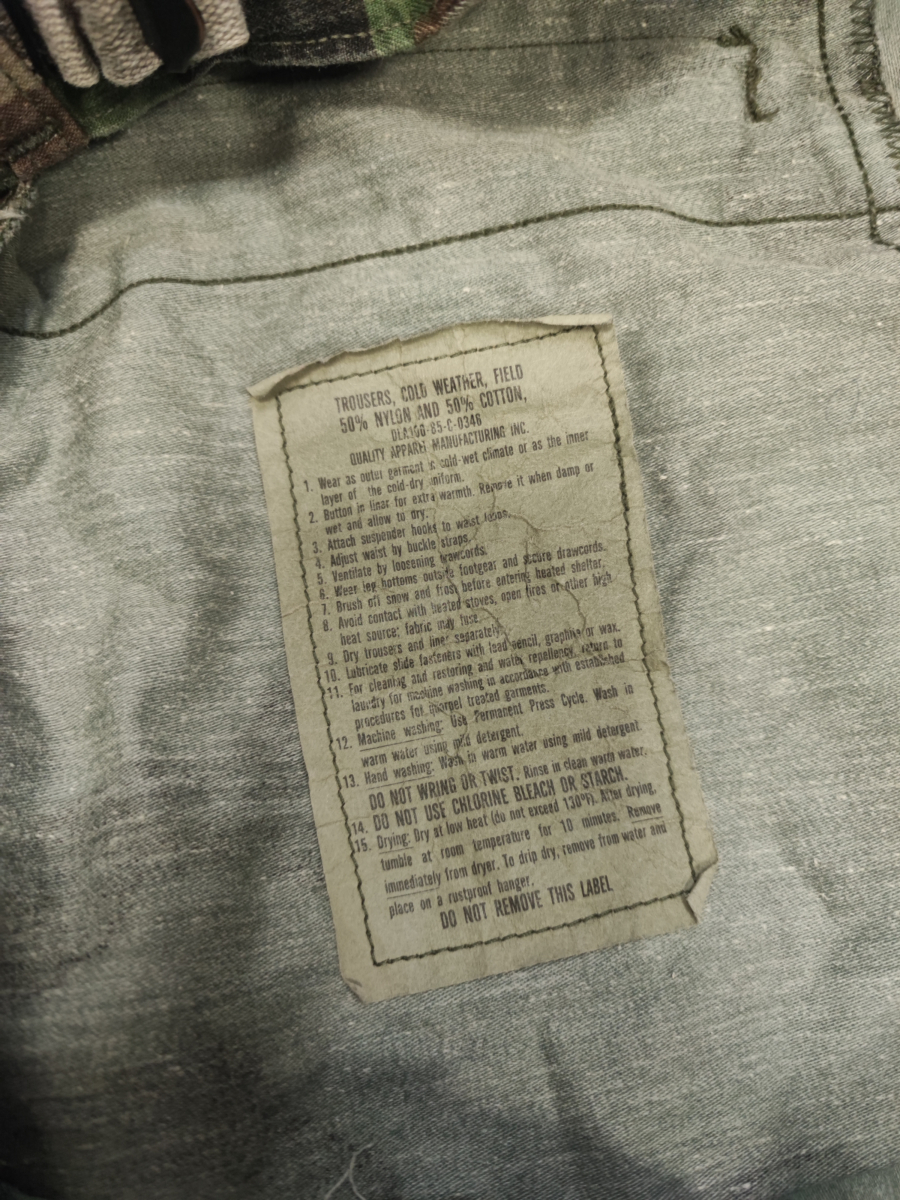 TROUSERS, COLD WEATHER, FIELD
50% NYLON AND 50% COTTON,
DLA100-85-C-0346
QUALITY APPAREL MANUFACTURING INC.
1. Wear as outer garment in cold-wet climate or as the inner
layer of the cold-dry uniform.
2. Button in liner for extra warmth. Remove it when damp or
wet and allow to dry.
3. Attach suspender hooks to waist loops.
4. Adjust waist by buckle straps.
5. Ventilate by loosening drawcords.
6. Wear leg bottoms outside footgear and secure drawcords.
7. Brush off snow and frost before entering heated shelter.
8. Avoid contact with heated stoves, open fires or other high
heat source; fabric may fuse.
9. Dry trousers and liner separately.
10. Lubricate slide fasteners with lead pencil, graphite or wax.
11. For cleaning and restoring and water repellency, return to
laundry for machine washing in accordance with established
procedures for quarpel treated garments.
12. Machine washing: Use Permanent Press Cycle. Wash in
warm water using mild detergent.
13. Hand washing: Wash in warm water using mild detergent.
DO NOT WRING OR TWIST. Rinse in clean warm water.
14. DO NOT USE CHLORINE BLEACH OR STARCH.
15. Drying: Dry at low heat (do not exceed 130°F). After drying,
tumble at room temperature for 10 minutes. Remove
immediately from dryer. To drip dry, remove from water and
place on a rustproof hanger.
DO NOT REMOVE THIS LABEL